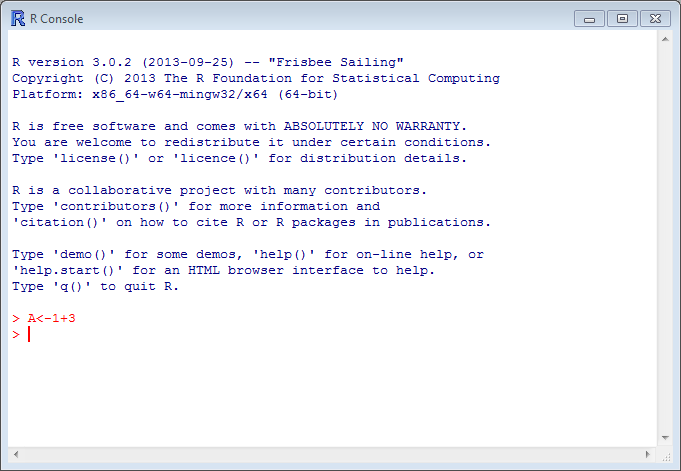 R Console
R version 3.0.2 (2013-09-25) -- "Frisbee Sailing"
Copyright (C) 2013 The R Foundation for Statistical Computing
Platform: x86_64-w64-mingw32/x64 (64-bit)
R is free software and comes with ABSOLUTELY NO WARRANTY.
You are welcome to redistribute it under certain conditions.
Type 'license()' or 'licence()' for distribution details.
R is a collaborative project with many contributors.
Type 'contributors()' for more information and
'citation()' on how to cite R or R packages in publications.
Type 'demo()' for some demos, 'help()' for on-line help, or
'help.start()' for an HTML browser interface to help.
Type 'q()' to quit R.
> A<-1+3
>